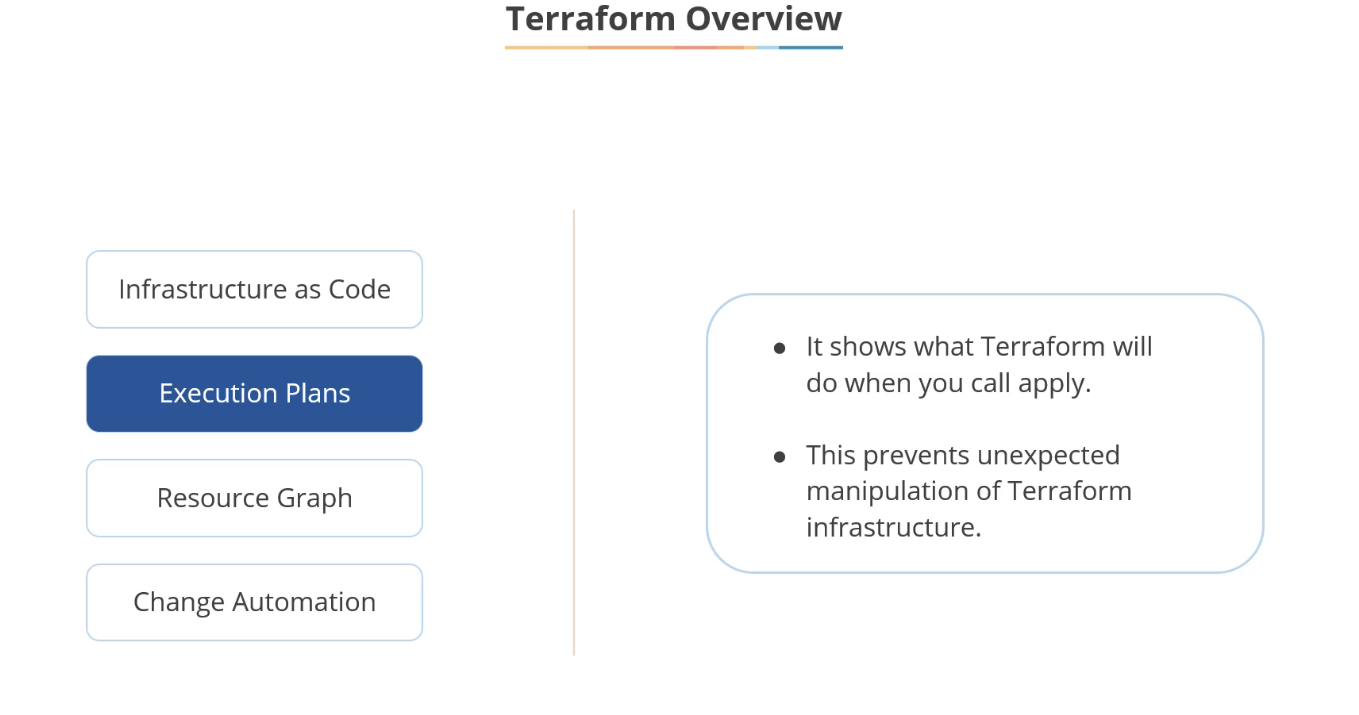 Terraform Overview
Infrastructure as Code
Execution Plans
Resource Graph
Change Automation
● It shows what Terraform will
do when you call apply.
● This prevents unexpected
manipulation of Terraform
infrastructure.